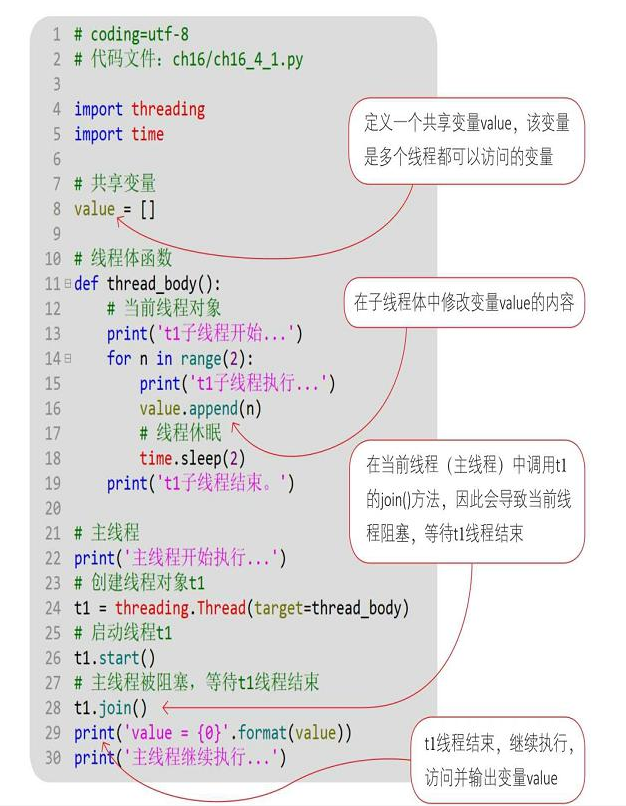 1 # coding=utf-8
2 # 代码文件：ch16/ch16_4_1.py
3
4 import threading
5 import time
6
7 # 共享变量
8 value = []
9
10 # 线程体函数
11 def thread_body():
12     # 当前线程对象
13     print('t1子线程开始...')
14     for n in range(2):
15         print('t1子线程执行...')
16         value.append(n)
17         # 线程休眠
18         time.sleep(2)
19     print('t1子线程结束。')
20
21 # 主线程
22 print('主线程开始执行...')
23 # 创建线程对象t1
24 t1 = threading.Thread(target=thread_body)
25 # 启动线程t1
26 t1.start()
27 # 主线程被阻塞，等待t1线程结束
28 t1.join()
29 print('value = {0}'.format(value))
30 print('主线程继续执行...')
定义一个共享变量value，该变量
是多个线程都可以访问的变量
在子线程体中修改变量value的内容
在当前线程（主线程）中调用t1
的join()方法，因此会导致当前线
程阻塞，等待t1线程结束
t1线程结束，继续执行，
访问并输出变量value